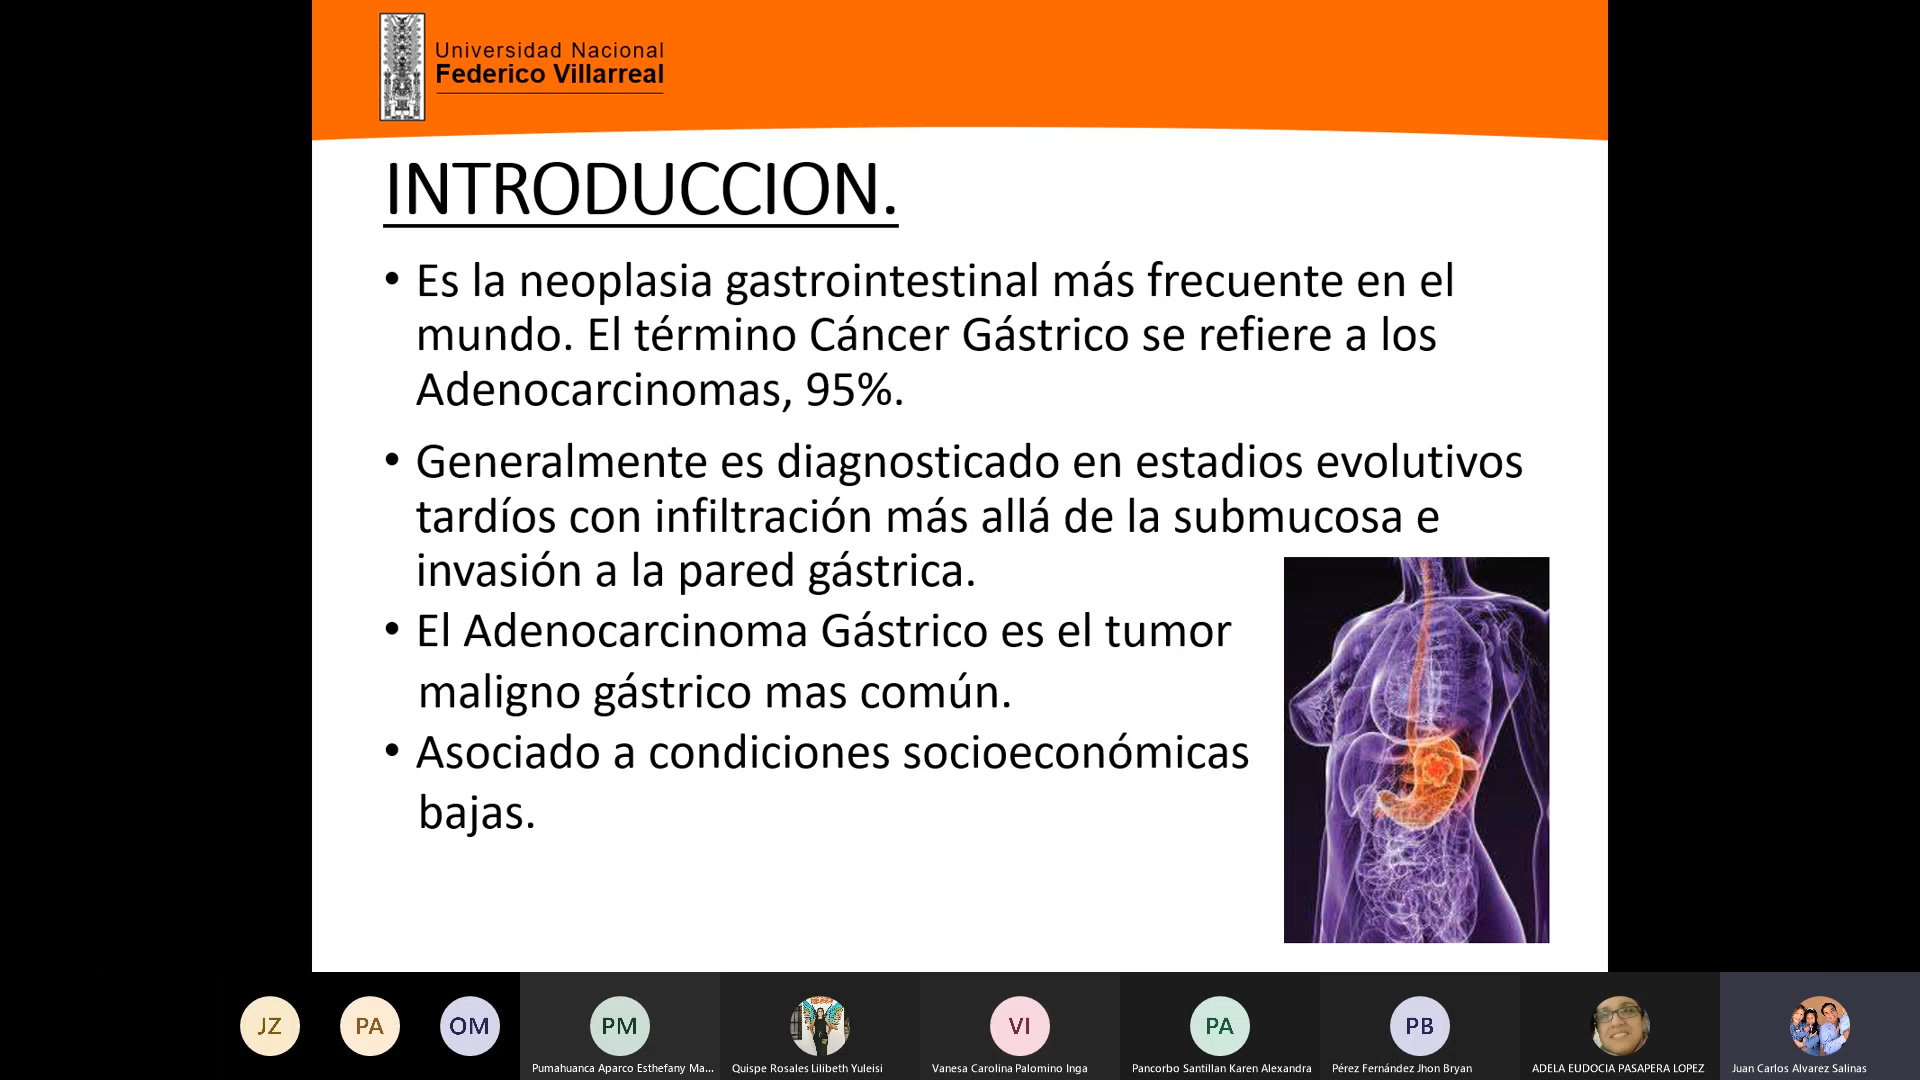 Universidad Nacional
Federico Villarreal
INTRODUCCION.
• Es la neoplasia gastrointestinal más frecuente en el
mundo. El término Cáncer Gástrico se refiere a los
Adenocarcinomas, 95%.
• Generalmente es diagnosticado en estadios evolutivos
tardíos con infiltración más allá de la submucosa e
invasión a la pared gástrica.
• El Adenocarcinoma Gástrico es el tumor
maligno gástrico mas común.
• Asociado a condiciones socioeconómicas
bajas.
JZ
PA
OM
PM
VI
PA
PB
Pumahuanca Aparco Esthefany Ma...
Quispe Rosales Lilibeth Yuleisi
Vanesa Carolina Palomino Inga
Pancorbo Santillan Karen Alexandra
Pérez Fernández Jhon Bryan
ADELA EUDOCIA PASAPERA LOPEZ
Juan Carlos Alvarez Salinas